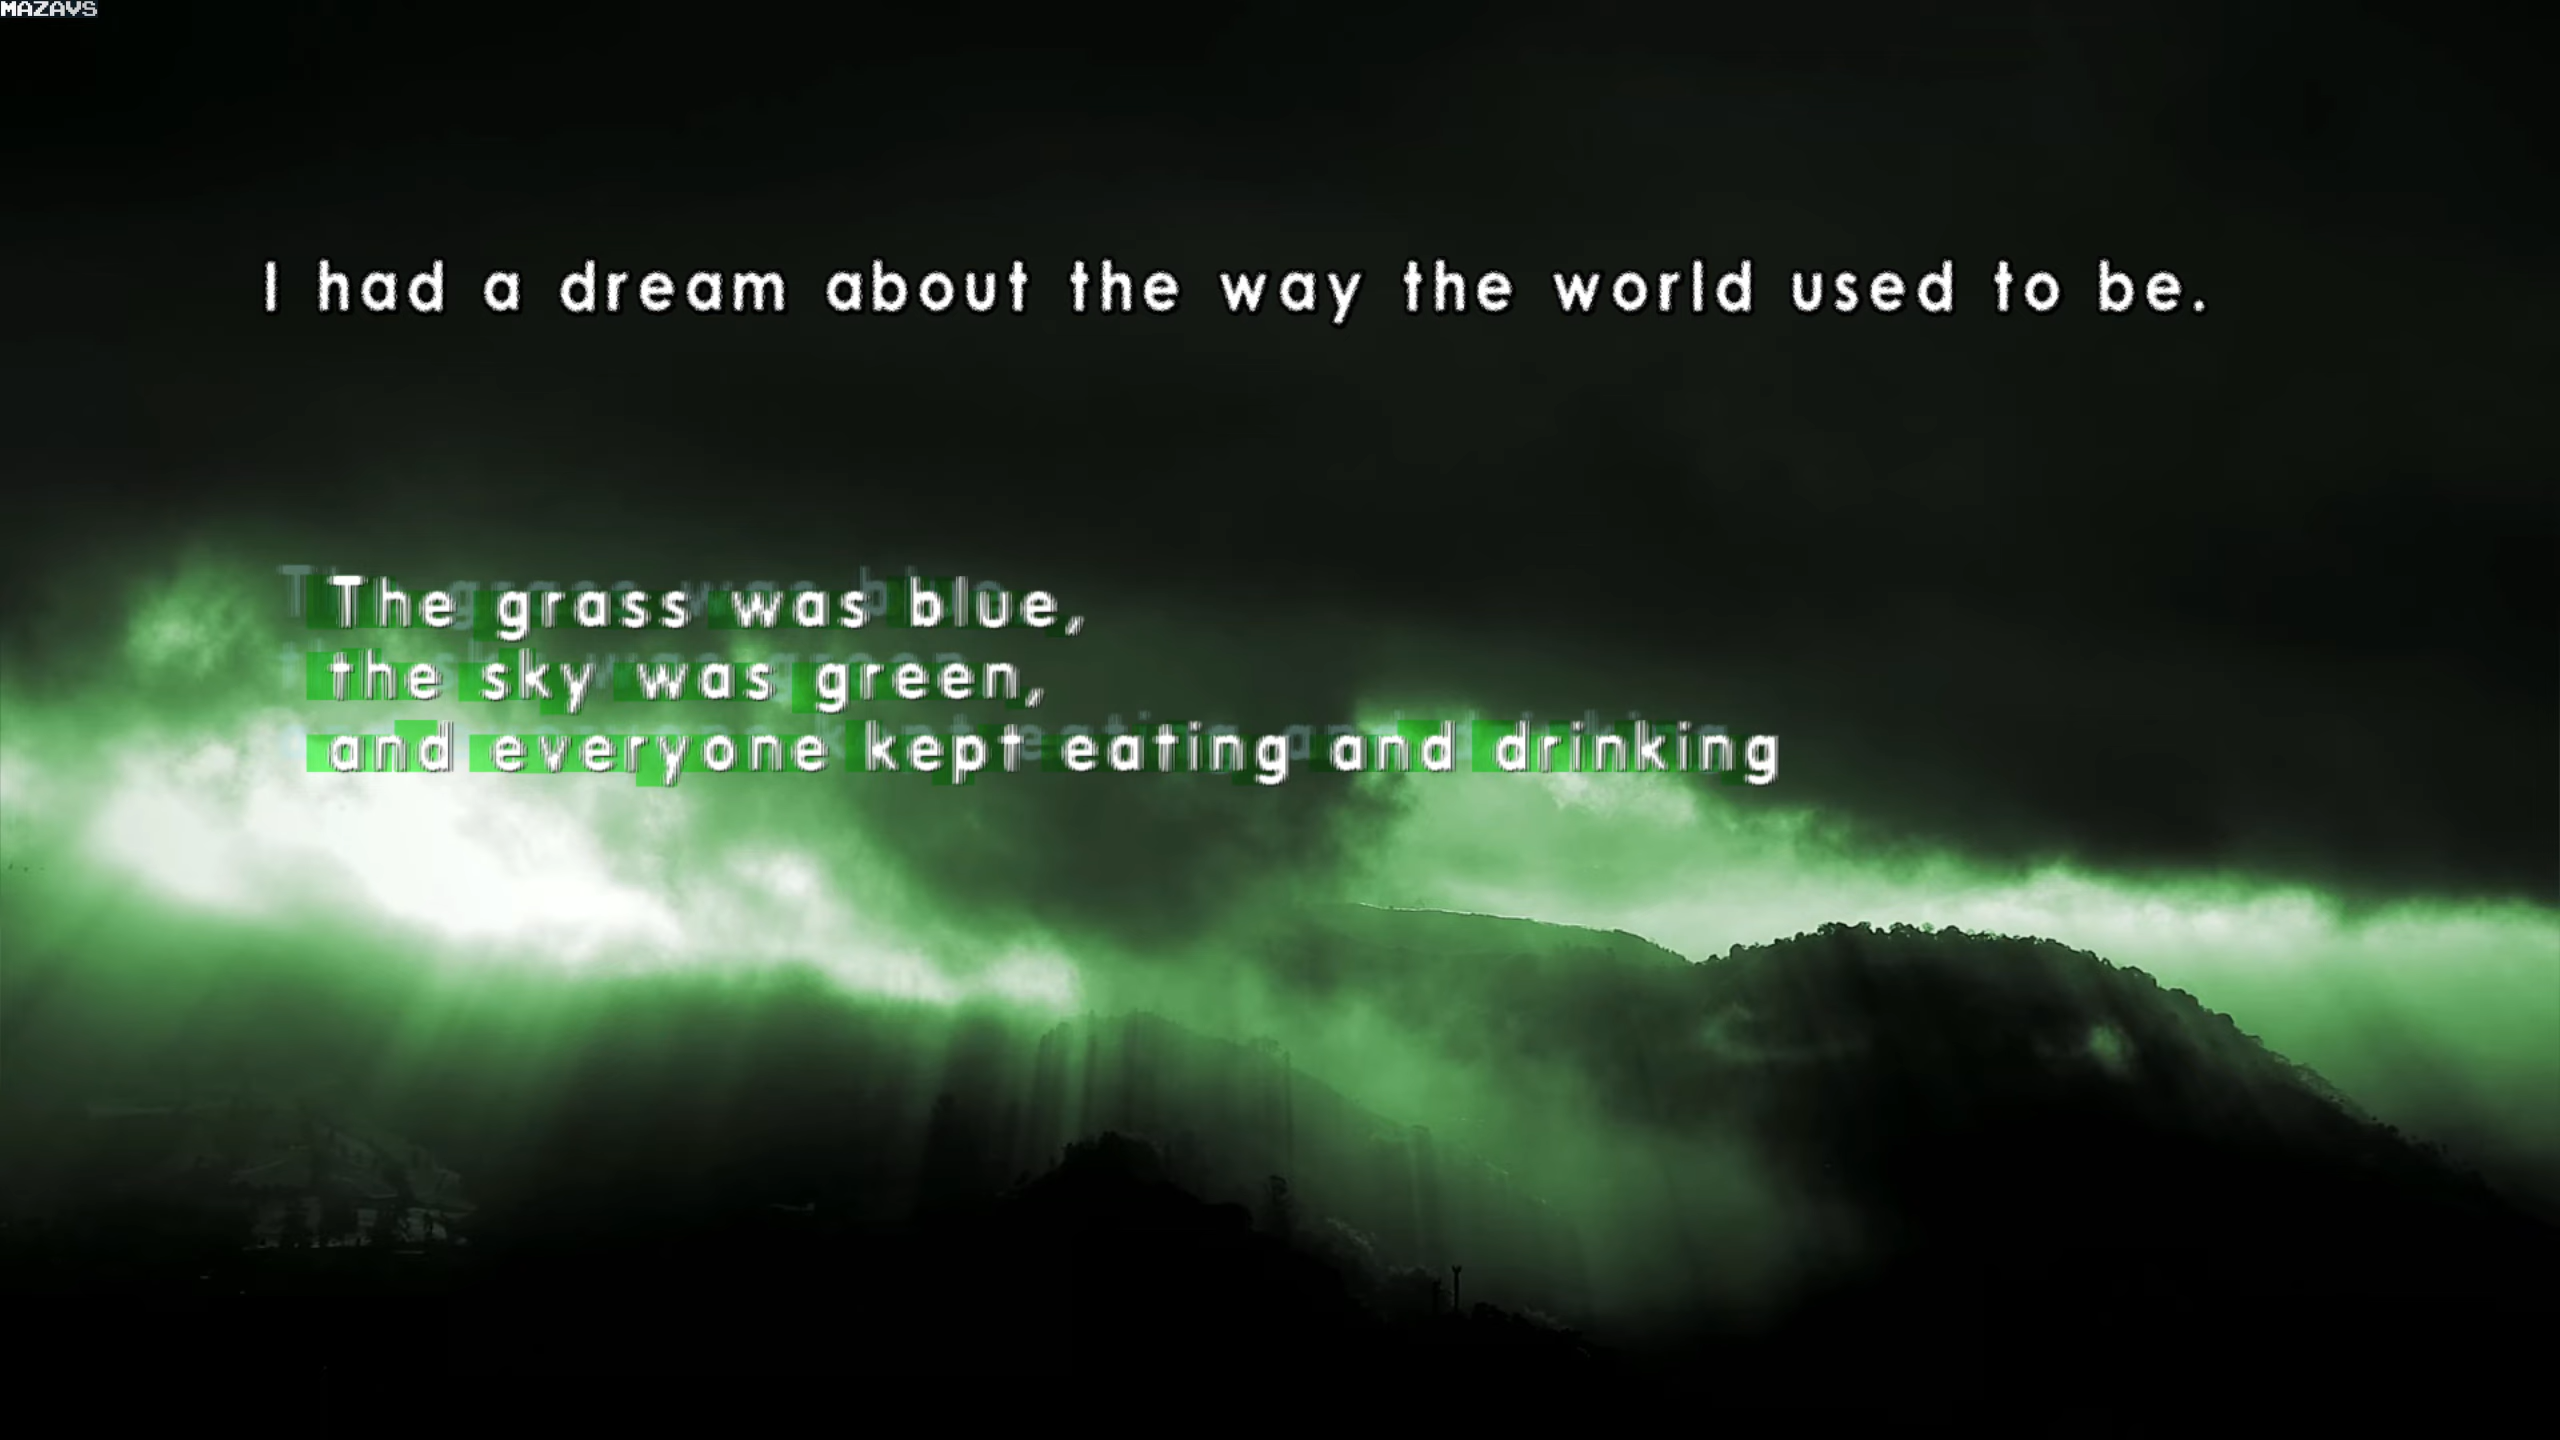 MAZAVS
I had a dream about the way the world used to be.
The grass was blue,
the sky was green,
and everyone kept eating and drinking